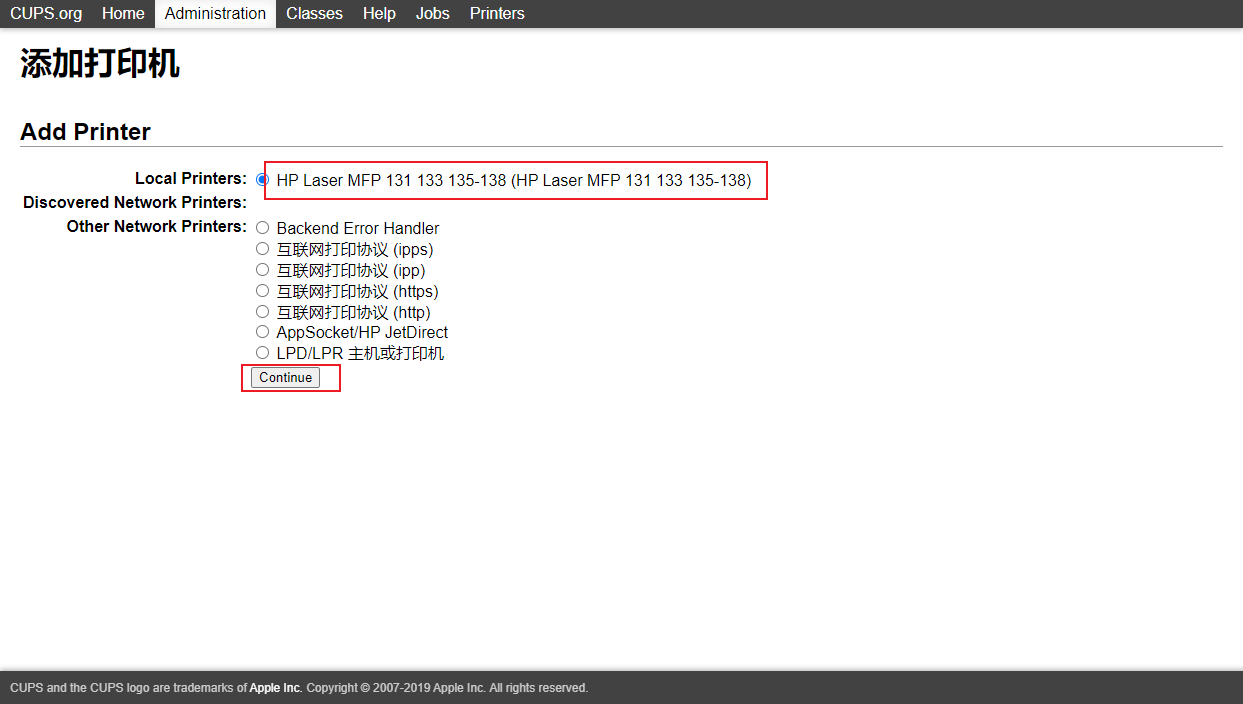 CUPS.org Home Administration Classes Help Jobs Printers
添加打印机
Add Printer
Local Printers: HP Laser MFP 131 133 135-138 (HP Laser MFP 131 133 135-138)
Discovered Network Printers:
Other Network Printers: Backend Error Handler
互联网打印协议 (ipps)
互联网打印协议 (ipp)
互联网打印协议 (https)
互联网打印协议 (http)
AppSocket/HP JetDirect
LPD/LPR 主机或打印机
Continue
CUPS and the CUPS logo are trademarks of Apple Inc. Copyright © 2007-2019 Apple Inc. All rights reserved.